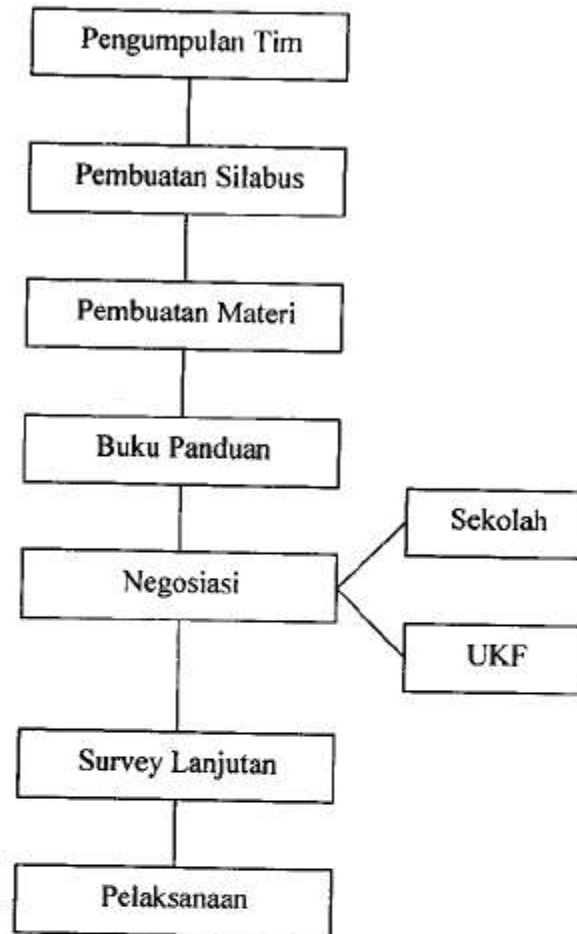 Pengumpulan Tim
Pembuatan Silabus
Pembuatan Materi
Buku Panduan
Negosiasi
Sekolah
UKF
Survey Lanjutan
Pelaksanaan